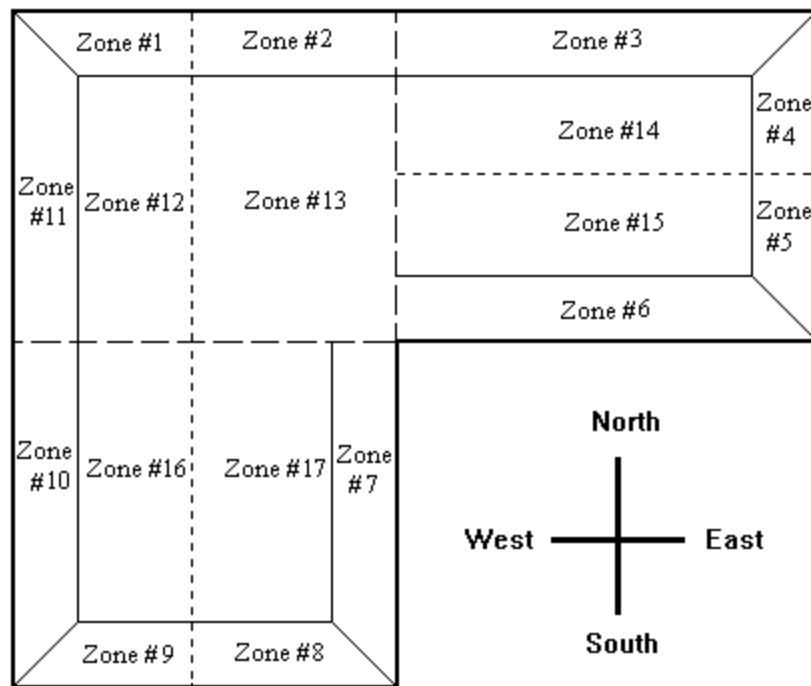 Zone #1
Zone #2
Zone #3
Zone
#4
Zone #14
Zone
#11
Zone #12
Zone #13
Zone #15
Zone
#5
Zone #6
North
Zone
#10
Zone #16
Zone #17
Zone
#7
West
East
South
Zone #9
Zone #8